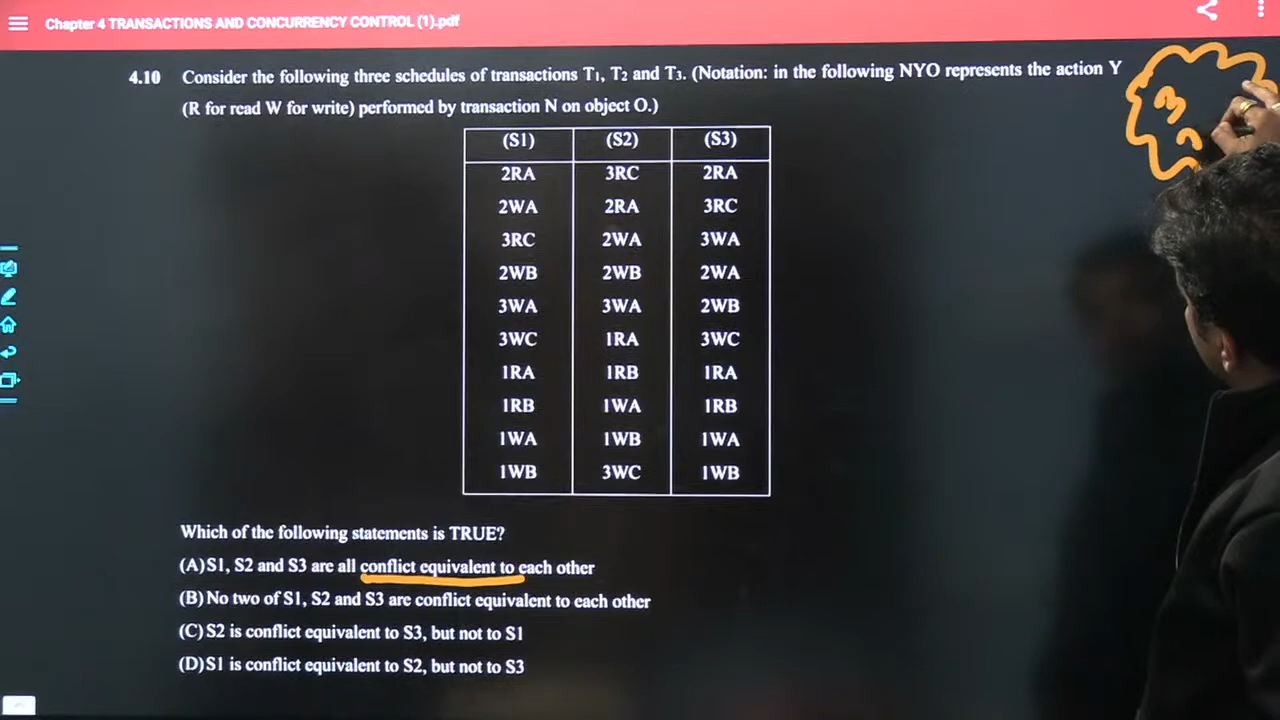 Chapter 4 TRANSACTIONS AND CONCURRENCY CONTROL (1).pdf
4.10 Consider the following three schedules of transactions T1, T2 and T3. (Notation: in the following NYO represents the action Y
(R for read W for write) performed by transaction N on object O.)
(S1) (S2) (S3)
2RA 3RC 2RA
2WA 2RA 3RC
3RC 2WA 3WA
2WB 2WB 2WA
3WA 3WA 2WB
3WC 1RA 3WC
1RA 1RB 1RA
1RB 1WA 1RB
1WA 1WB 1WA
1WB 3WC 1WB
Which of the following statements is TRUE?
(A)S1, S2 and S3 are all conflict equivalent to each other
(B) No two of S1, S2 and S3 are conflict equivalent to each other
(C) S2 is conflict equivalent to S3, but not to S1
(D)S1 is conflict equivalent to S2, but not to S3